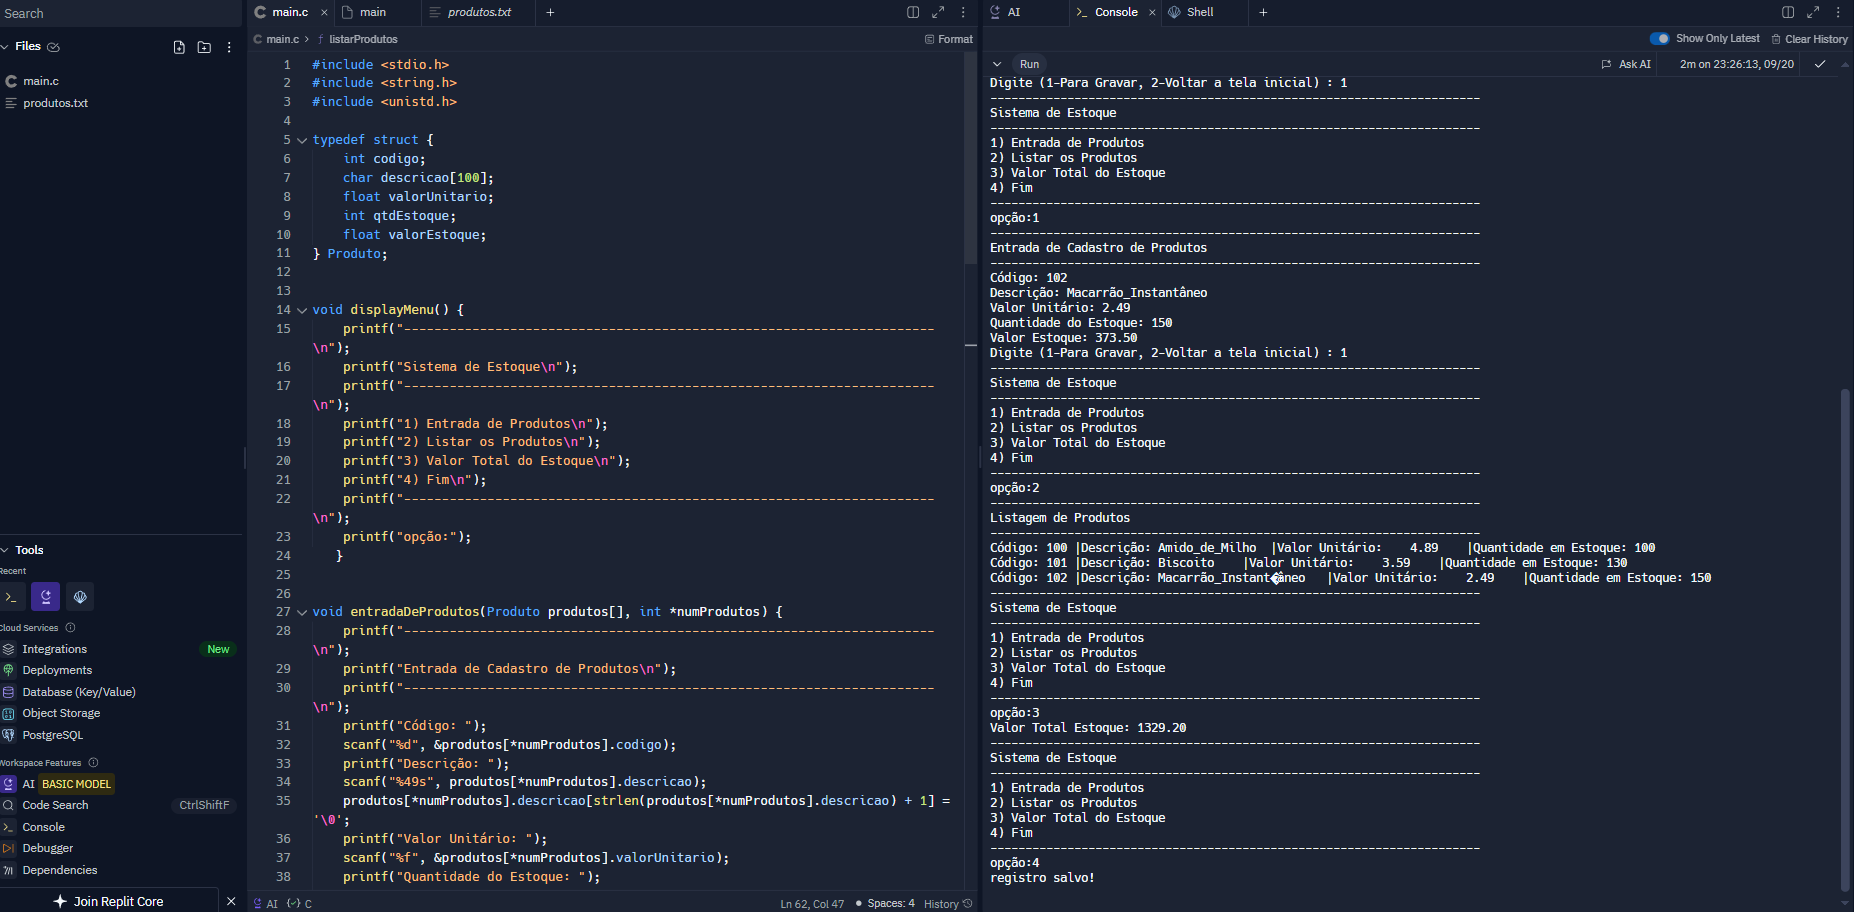 Search
Files
main.c
produtos.txt
Tools
Recent
Cloud Services
Integrations New
Deployments
Database (Key/Value)
Object Storage
PostgreSQL
Workspace Features
AI BASIC MODEL
Code Search CtrlShiftF
Console
Debugger
Dependencies
Join Replit Core
main.c main produtos.txt
main.c > listarProdutos Format
1 #include <stdio.h>
2 #include <string.h>
3 #include <unistd.h>
4
5 typedef struct {
6 int codigo;
7 char descricao[100];
8 float valorUnitario;
9 int qtdEstoque;
10 float valorEstoque;
11 } Produto;
12
13
14 void displayMenu() {
15 printf("----------------------------------------------------------------------
\n");
16 printf("Sistema de Estoque\n");
17 printf("----------------------------------------------------------------------
\n");
18 printf("1) Entrada de Produtos\n");
19 printf("2) Listar os Produtos\n");
20 printf("3) Valor Total do Estoque\n");
21 printf("4) Fim\n");
22 printf("----------------------------------------------------------------------
\n");
23 printf("opção:");
24 }
25
26
27 void entradaDeProdutos(Produto produtos[], int *numProdutos) {
28 printf("----------------------------------------------------------------------
\n");
29 printf("Entrada de Cadastro de Produtos\n");
30 printf("----------------------------------------------------------------------
\n");
31 printf("Código: ");
32 scanf("%d", &produtos[*numProdutos].codigo);
33 printf("Descrição: ");
34 scanf("%49s", produtos[*numProdutos].descricao);
35 produtos[*numProdutos].descricao[strlen(produtos[*numProdutos].descricao) + 1] =
'\0';
36 printf("Valor Unitário: ");
37 scanf("%f", &produtos[*numProdutos].valorUnitario);
38 printf("Quantidade do Estoque: ");
AI C Ln 62, Col 47 Spaces: 4 History
AI Console Shell
Show Only Latest Clear History
Run Ask AI 2m on 23:26:13, 09/20
Digite (1-Para Gravar, 2-Voltar a tela inicial) : 1
----------------------------------------------------------------------
Sistema de Estoque
----------------------------------------------------------------------
1) Entrada de Produtos
2) Listar os Produtos
3) Valor Total do Estoque
4) Fim
----------------------------------------------------------------------
opção:1
----------------------------------------------------------------------
Entrada de Cadastro de Produtos
----------------------------------------------------------------------
Código: 102
Descrição: Macarrão_Instantâneo
Valor Unitário: 2.49
Quantidade do Estoque: 150
Valor Estoque: 373.50
Digite (1-Para Gravar, 2-Voltar a tela inicial) : 1
----------------------------------------------------------------------
Sistema de Estoque
----------------------------------------------------------------------
1) Entrada de Produtos
2) Listar os Produtos
3) Valor Total do Estoque
4) Fim
----------------------------------------------------------------------
opção:2
----------------------------------------------------------------------
Listagem de Produtos
----------------------------------------------------------------------
Código: 100 |Descrição: Amido_de_Milho |Valor Unitário: 4.89 |Quantidade em Estoque: 100
Código: 101 |Descrição: Biscoito |Valor Unitário: 3.59 |Quantidade em Estoque: 130
Código: 102 |Descrição: Macarrão_Instant�âneo |Valor Unitário: 2.49 |Quantidade em Estoque: 150
----------------------------------------------------------------------
Sistema de Estoque
----------------------------------------------------------------------
1) Entrada de Produtos
2) Listar os Produtos
3) Valor Total do Estoque
4) Fim
----------------------------------------------------------------------
opção:3
Valor Total Estoque: 1329.20
----------------------------------------------------------------------
Sistema de Estoque
----------------------------------------------------------------------
1) Entrada de Produtos
2) Listar os Produtos
3) Valor Total do Estoque
4) Fim
----------------------------------------------------------------------
opção:4
registro salvo!